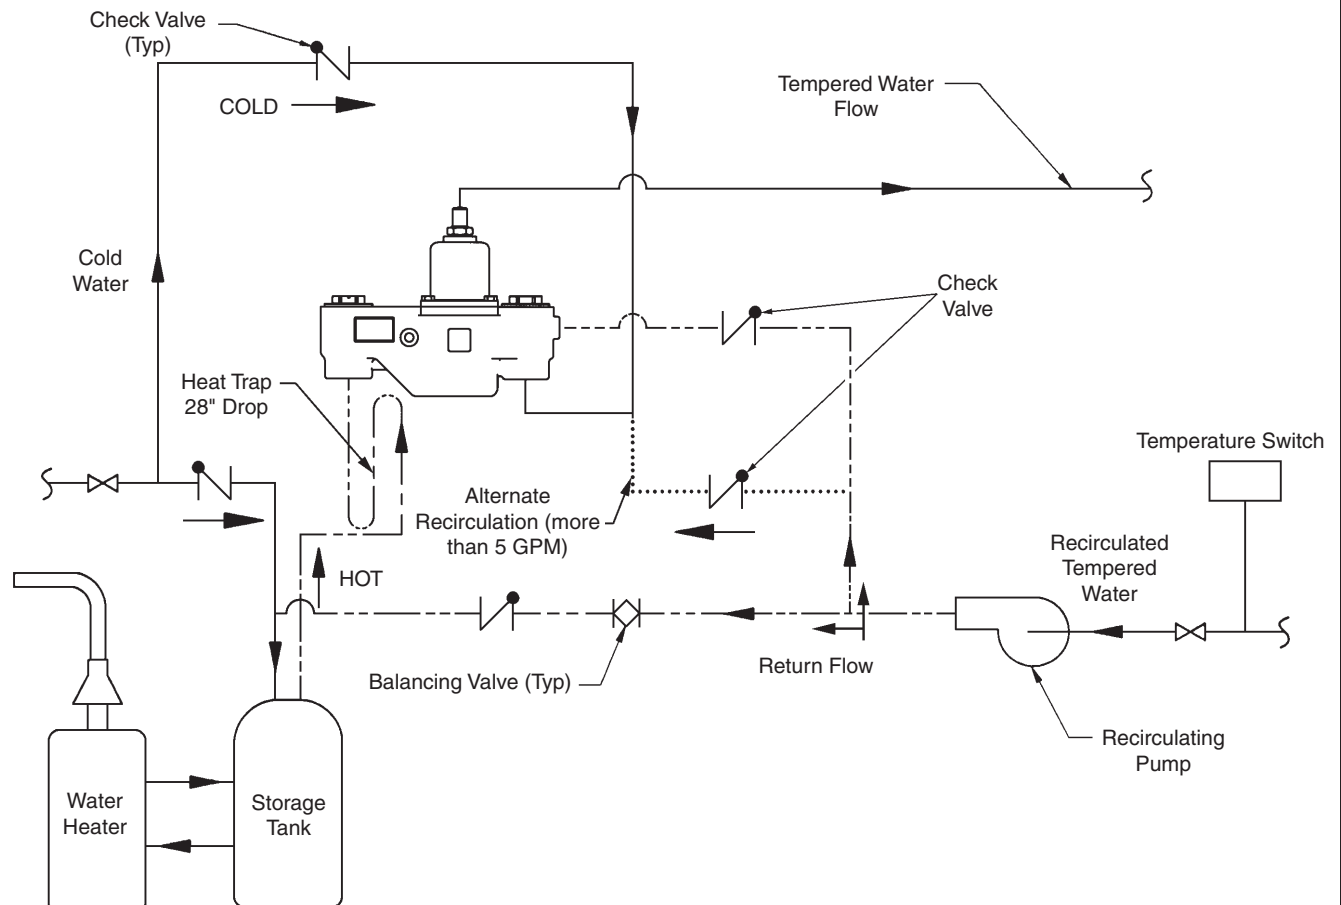 Check Valve
(Typ)
COLD
Tempered Water
Flow
Cold
Water
Check
Valve
Heat Trap
28" Drop
Temperature Switch
Alternate
Recirculation (more
than 5 GPM)
Recirculated
Tempered
Water
HOT
Return Flow
Balancing Valve (Typ)
Recirculating
Pump
Water
Heater
Storage
Tank